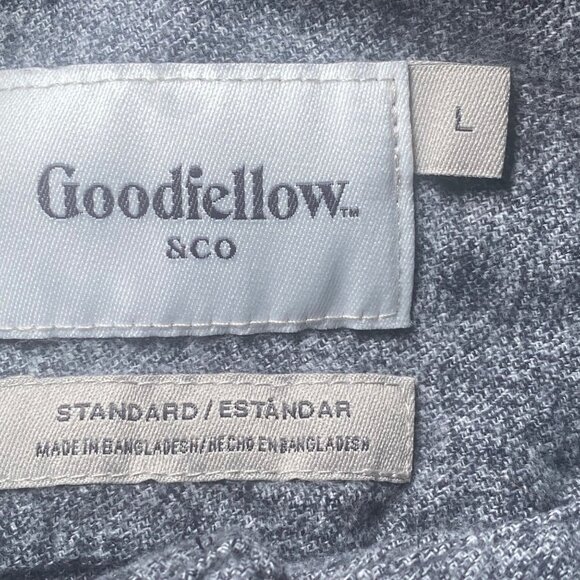 Goodfellow™
&CO
L
STANDARD/ESTÁNDAR
MADE IN BANGLADESH/HECHO EN BANGLADESH